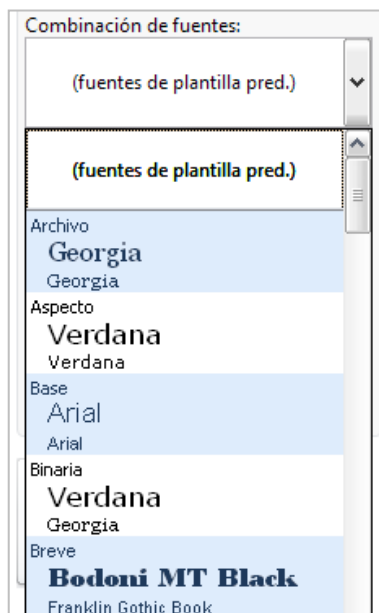 Combinación de fuentes:
(fuentes de plantilla pred.)
(fuentes de plantilla pred.)
Archivo
Georgia
Georgia
Aspecto
Verdana
Verdana
Base
Arial
Arial
Binaria
Verdana
Georgia
Breve
Bodoni MT Black
Franklin Gothic Book